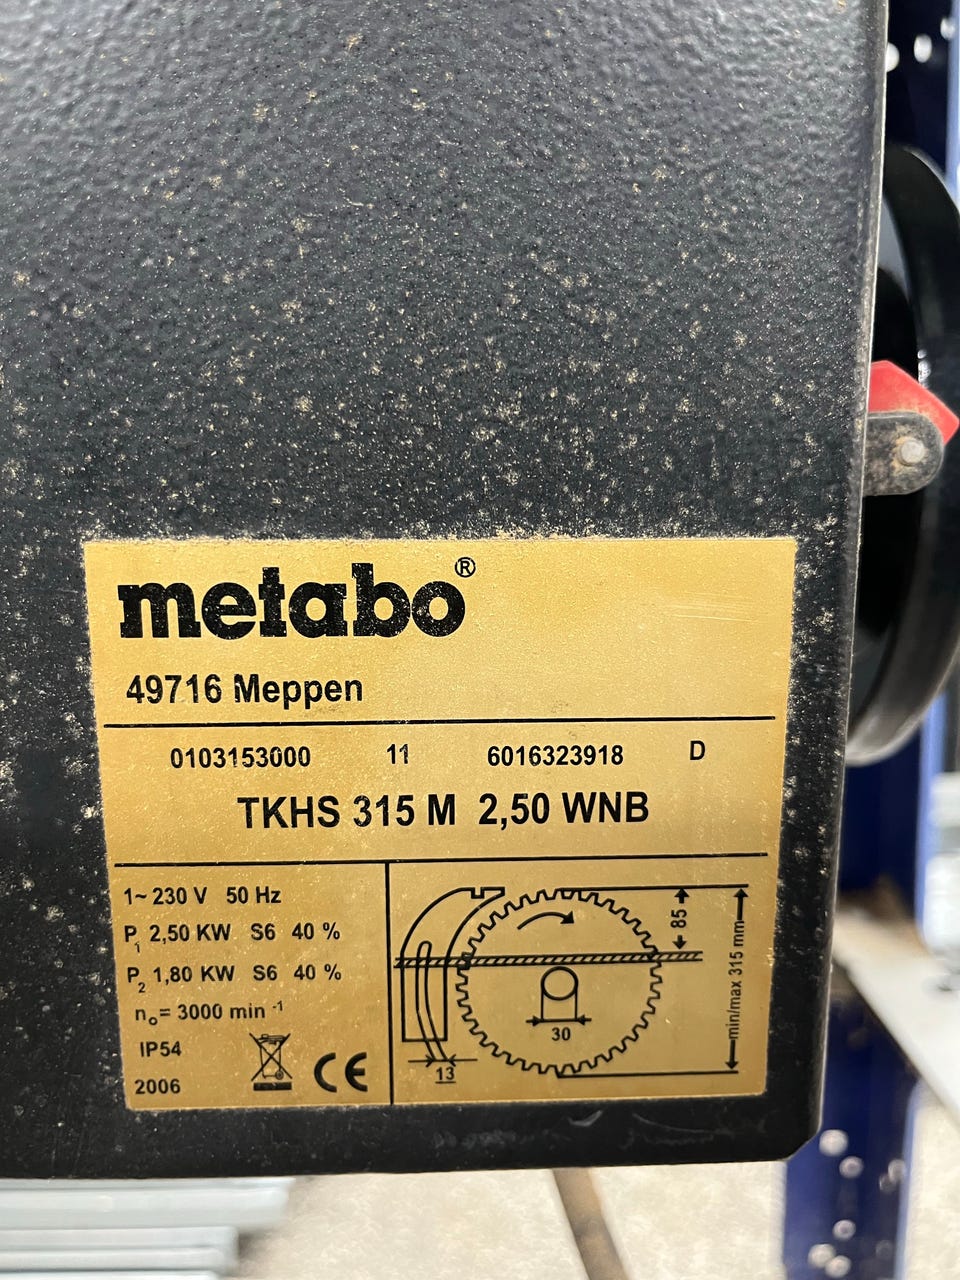 metabo®
49716 Meppen
0103153000 11 6016323918 D
TKHS 315 M 2,50 WNB
1~ 230 V 50 Hz
P₁ 2,50 KW S6 40 %
P₂ 1,80 KW S6 40 %
n₀= 3000 min⁻¹
IP54
2006 CE
85
min/max 315 mm
30
13